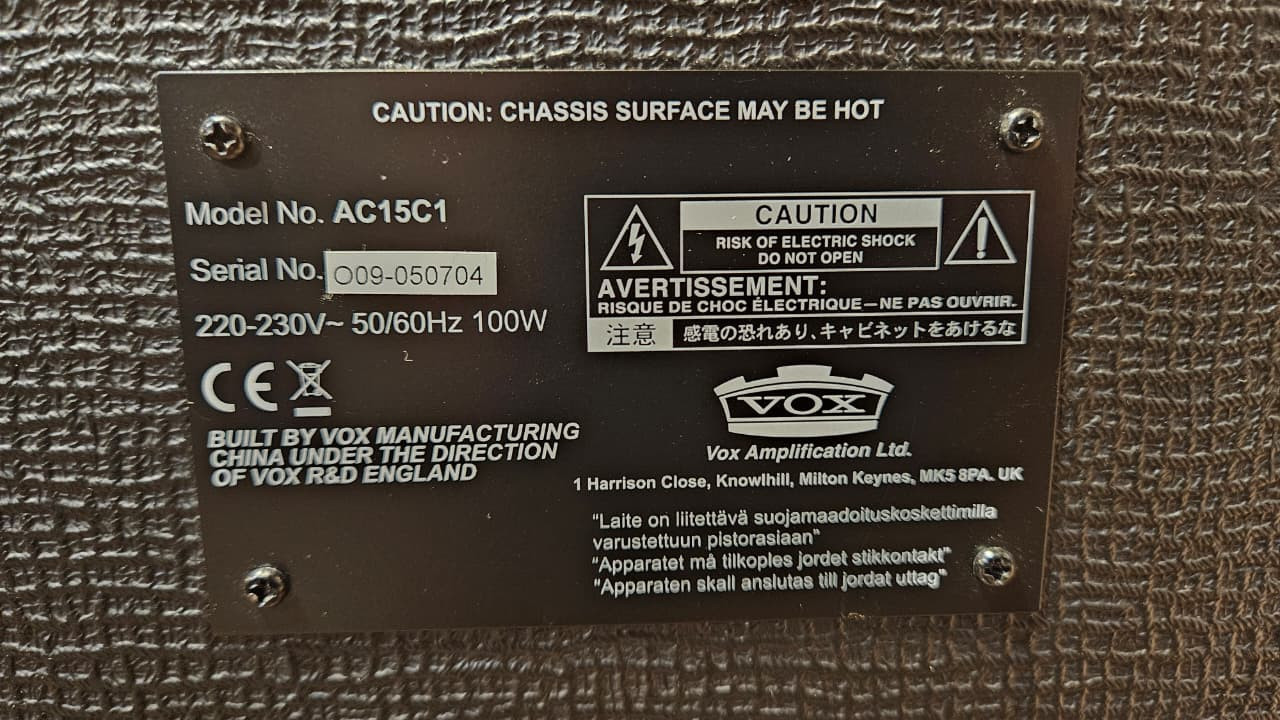 CAUTION: CHASSIS SURFACE MAY BE HOT
Model No. AC15C1
Serial No. O09-050704
220-230V~ 50/60Hz 100W
CE
BUILT BY VOX MANUFACTURING
CHINA UNDER THE DIRECTION
OF VOX R&D ENGLAND
CAUTION
RISK OF ELECTRIC SHOCK
DO NOT OPEN
AVERTISSEMENT:
RISQUE DE CHOC ÉLECTRIQUE—NE PAS OUVRIR.
注意 感電の恐れあり、キャビネットをあけるな
VOX
Vox Amplification Ltd.
1 Harrison Close, Knowlhill, Milton Keynes, MK5 8PA. UK
"Laite on liitettävä suojamaadoituskoskettimilla
varustettuun pistorasiaan"
"Apparatet må tilkoples jordet stikkontakt"
"Apparaten skall anslutas till jordat uttag"